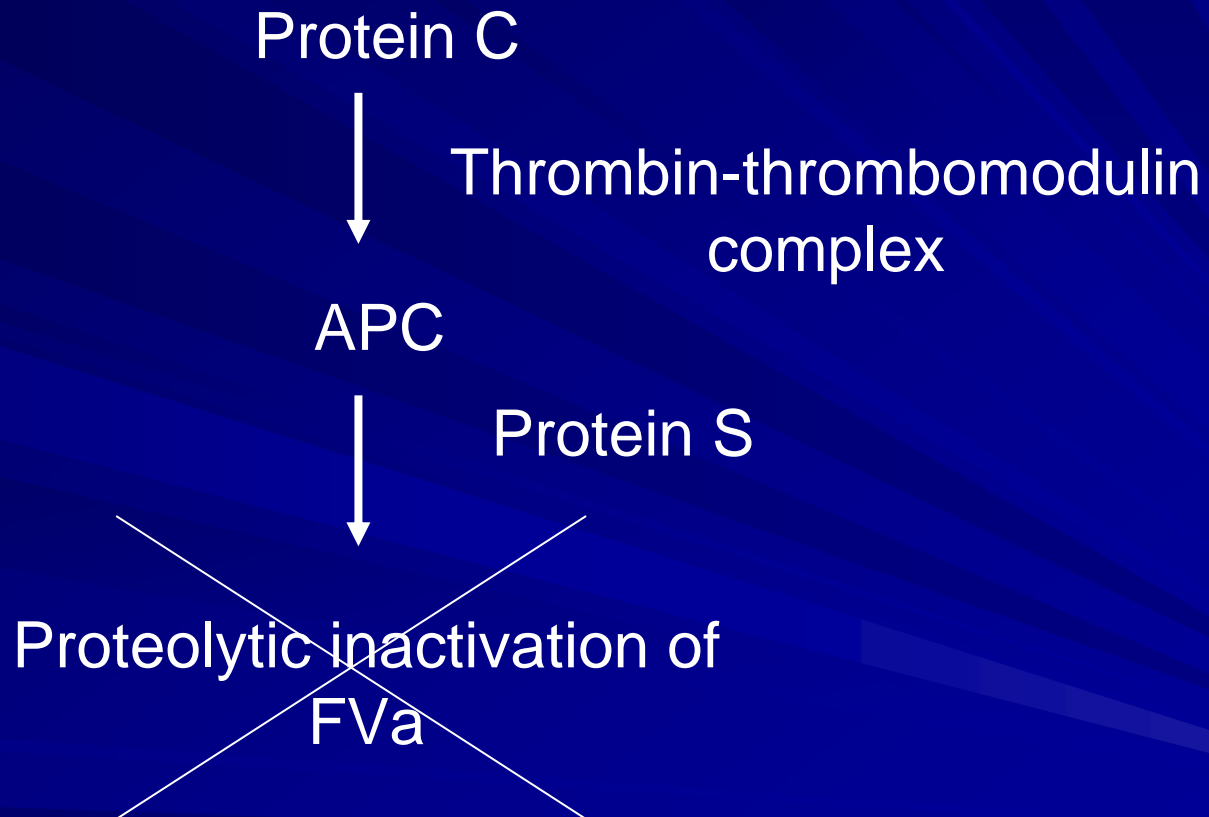 Protein C
Thrombin-thrombomodulin
complex
APC
Protein S
Proteolytic inactivation of
FVa